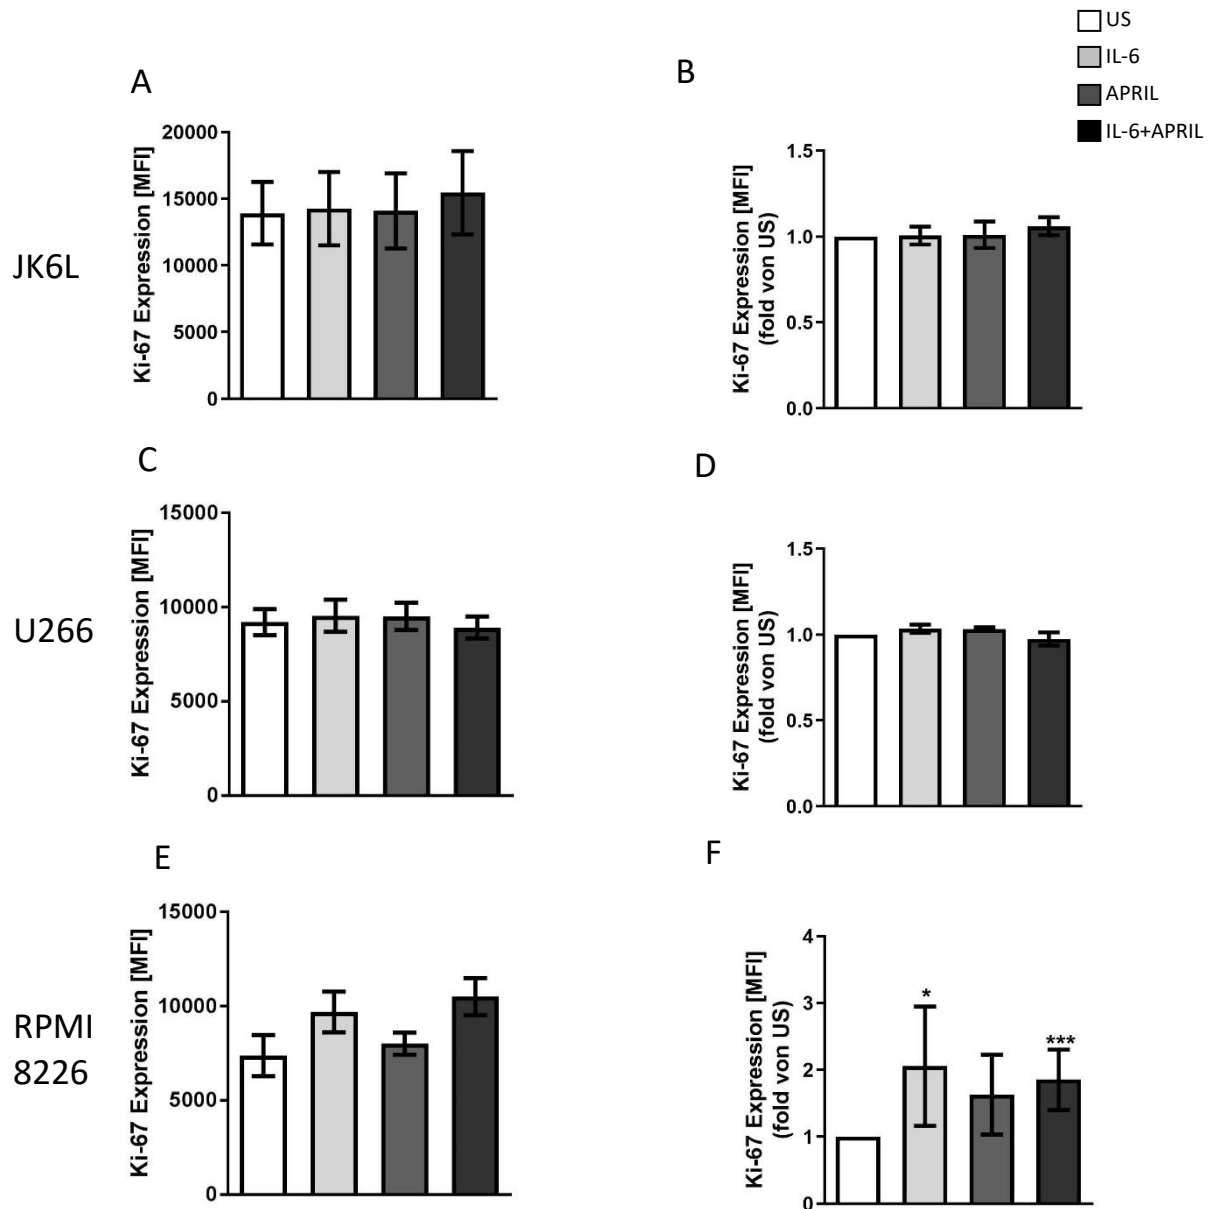 US
IL-6
APRIL
IL-6+APRIL
A
B
JK6L
Ki-67 Expression [MFI]
20000
15000
10000
5000
0
Ki-67 Expression [MFI]
(fold von US)
1.5
1.0
0.5
0.0
C
D
U266
Ki-67 Expression [MFI]
15000
10000
5000
0
Ki-67 Expression [MFI]
(fold von US)
1.5
1.0
0.5
0.0
E
F
RPMI
8226
Ki-67 Expression [MFI]
15000
10000
5000
0
Ki-67 Expression [MFI]
(fold von US)
4
3
2
1
0
*
***